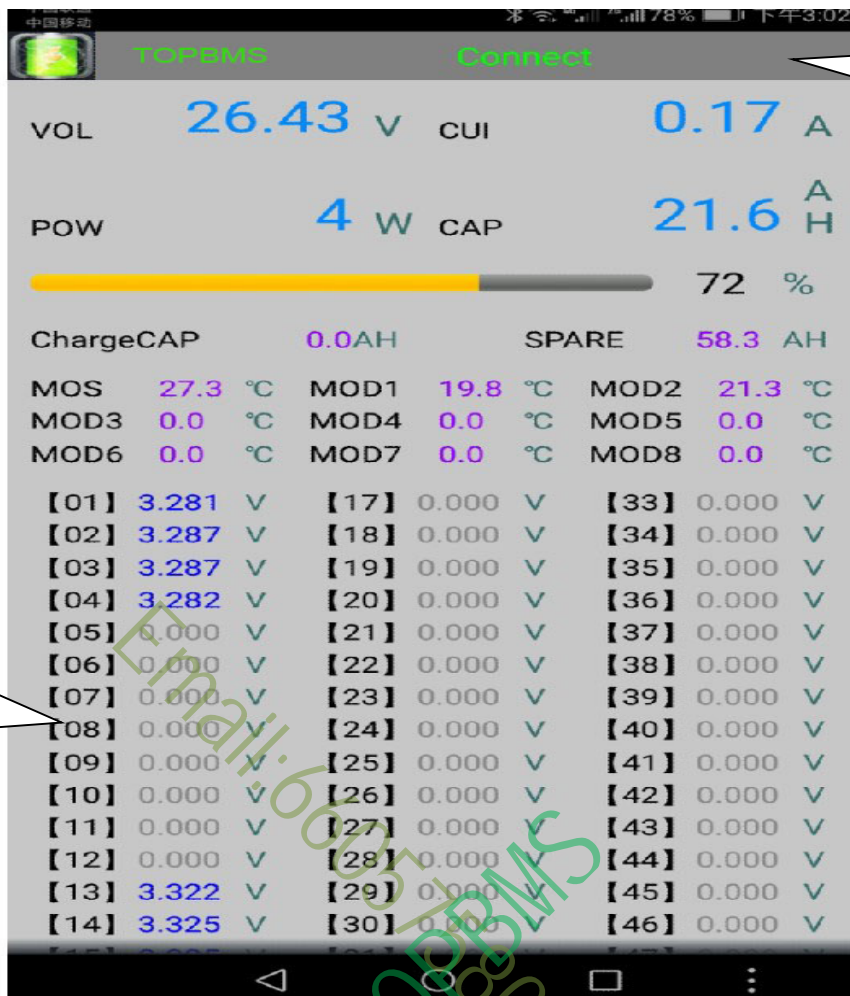 中国移动
78% 下午3:02
TOPBMS Connect
VOL 26.43 V CUI 0.17 A
POW 4 W CAP 21.6 AH
72 %
ChargeCAP 0.0AH SPARE 58.3 AH
MOS 27.3 °C MOD1 19.8 °C MOD2 21.3 °C
MOD3 0.0 °C MOD4 0.0 °C MOD5 0.0 °C
MOD6 0.0 °C MOD7 0.0 °C MOD8 0.0 °C
【01】 3.281 V 【17】 0.000 V 【33】 0.000 V
【02】 3.287 V 【18】 0.000 V 【34】 0.000 V
【03】 3.287 V 【19】 0.000 V 【35】 0.000 V
【04】 3.282 V 【20】 0.000 V 【36】 0.000 V
【05】 0.000 V 【21】 0.000 V 【37】 0.000 V
【06】 0.000 V 【22】 0.000 V 【38】 0.000 V
【07】 0.000 V 【23】 0.000 V 【39】 0.000 V
【08】 0.000 V 【24】 0.000 V 【40】 0.000 V
【09】 0.000 V 【25】 0.000 V 【41】 0.000 V
【10】 0.000 V 【26】 0.000 V 【42】 0.000 V
【11】 0.000 V 【27】 0.000 V 【43】 0.000 V
【12】 0.000 V 【28】 0.000 V 【44】 0.000 V
【13】 3.322 V 【29】 0.000 V 【45】 0.000 V
【14】 3.325 V 【30】 0.000 V 【46】 0.000 V